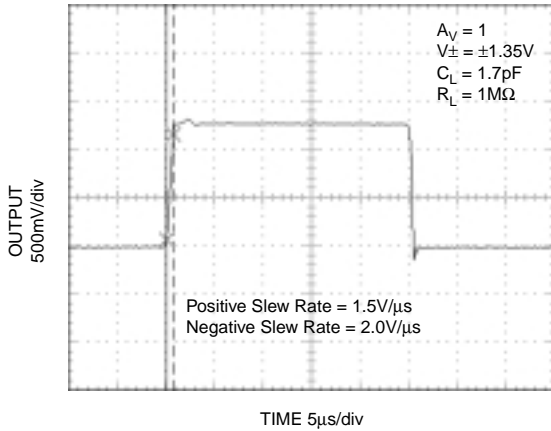 A_V = 1
V± = ±1.35V
C_L = 1.7pF
R_L = 1MΩ
OUTPUT
500mV/div
Positive Slew Rate = 1.5V/μs
Negative Slew Rate = 2.0V/μs
TIME 5μs/div